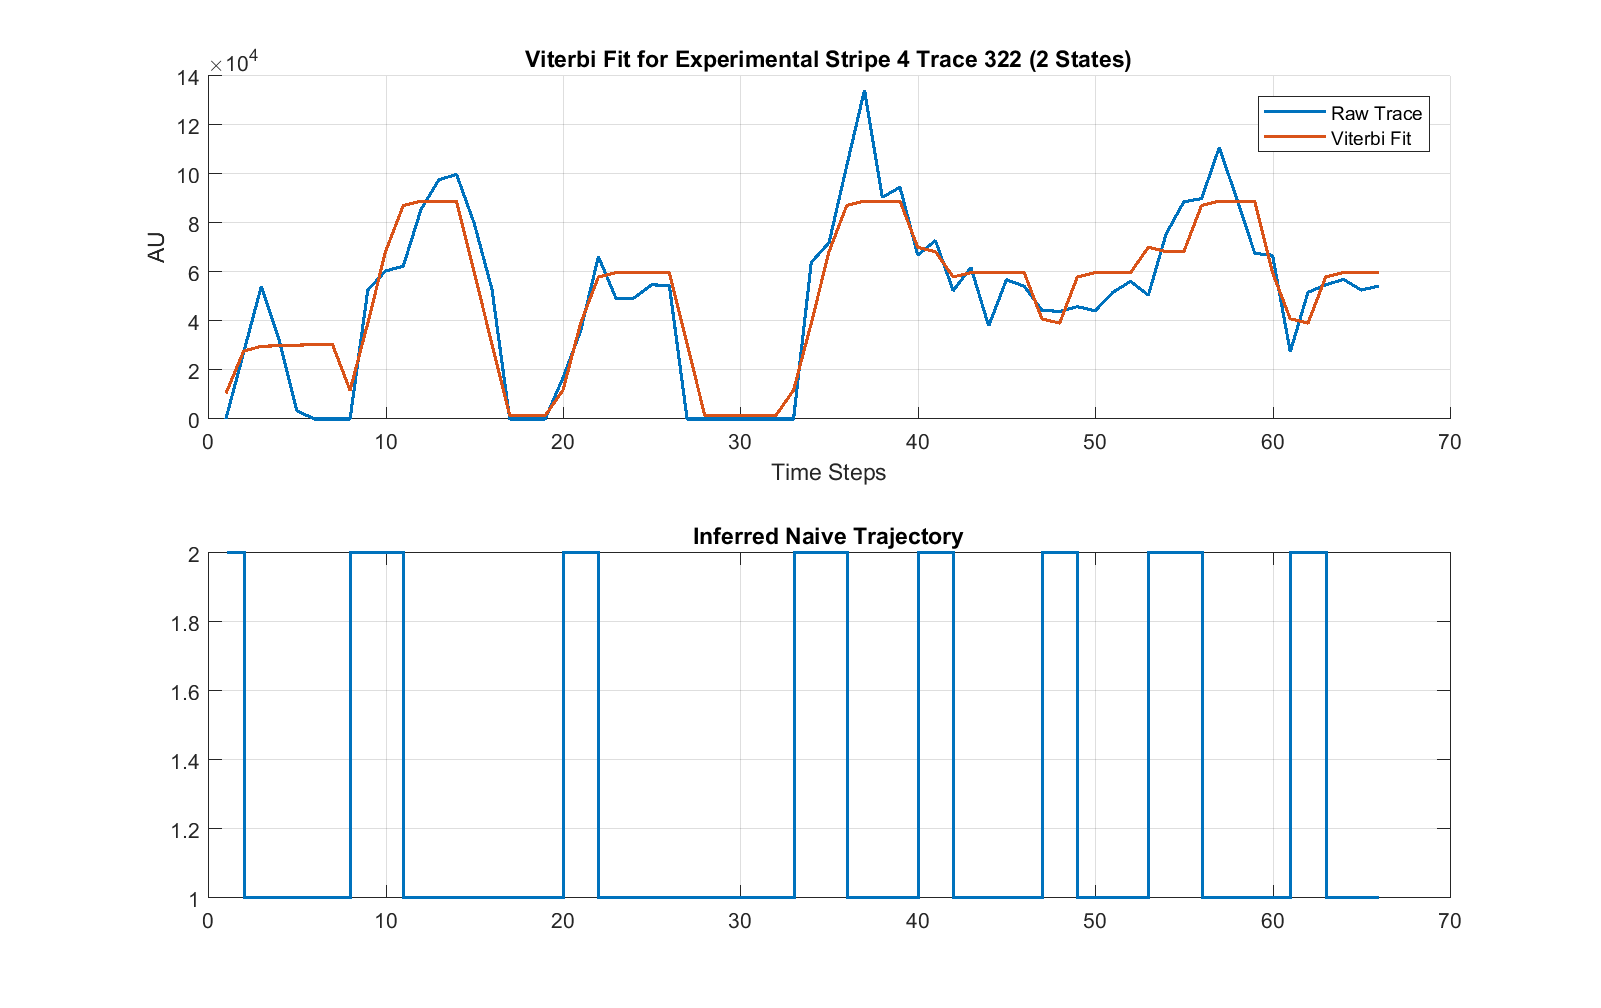 Viterbi Fit for Experimental Stripe 4 Trace 322 (2 States)
×10^4
14
12
10
8
6
4
2
0
AU
Raw Trace
Viterbi Fit
0 10 20 30 40 50 60 70
Time Steps
Inferred Naive Trajectory
2
1.8
1.6
1.4
1.2
1
0 10 20 30 40 50 60 70